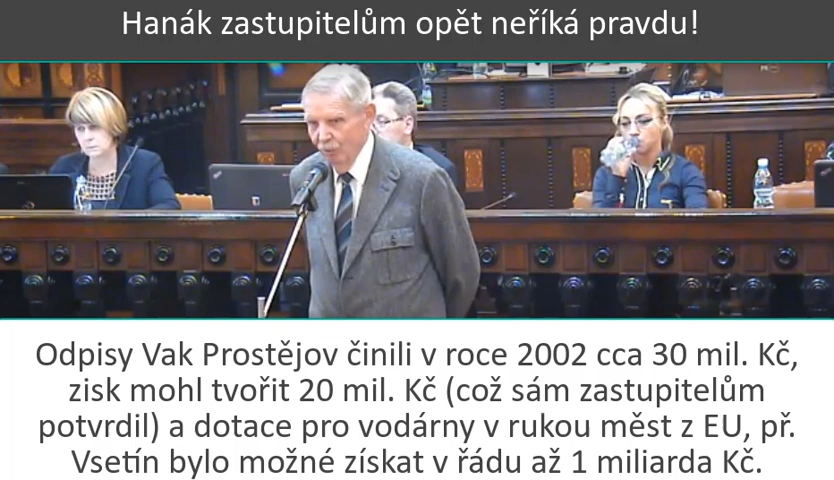 Hanák zastupitelům opět neříká pravdu!
Odpisy Vak Prostějov činili v roce 2002 cca 30 mil. Kč,
zisk mohl tvořit 20 mil. Kč (což sám zastupitelům
potvrdil) a dotace pro vodárny v rukou měst z EU, př.
Vsetín bylo možné získat v řádu až 1 miliarda Kč.